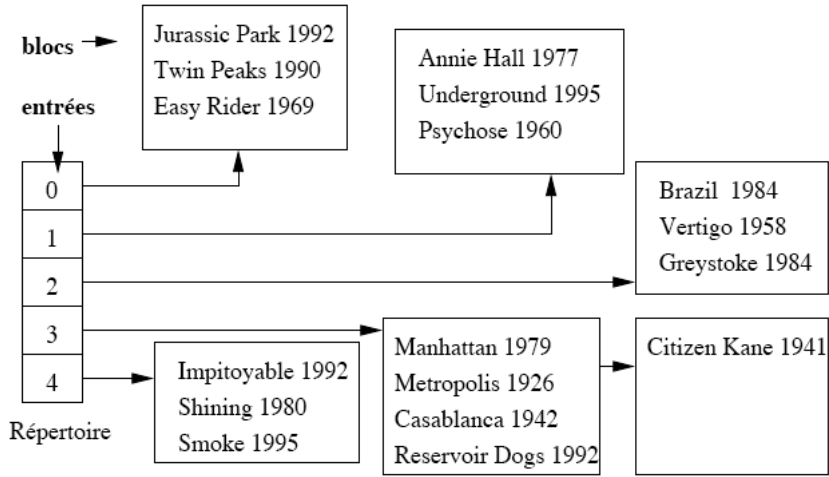 blocs
Jurassic Park 1992
Twin Peaks 1990
Easy Rider 1969
Annie Hall 1977
Underground 1995
Psychose 1960
entrées
0
1
2
3
4
Répertoire
Brazil 1984
Vertigo 1958
Greystoke 1984
Impitoyable 1992
Shining 1980
Smoke 1995
Manhattan 1979
Metropolis 1926
Casablanca 1942
Reservoir Dogs 1992
Citizen Kane 1941